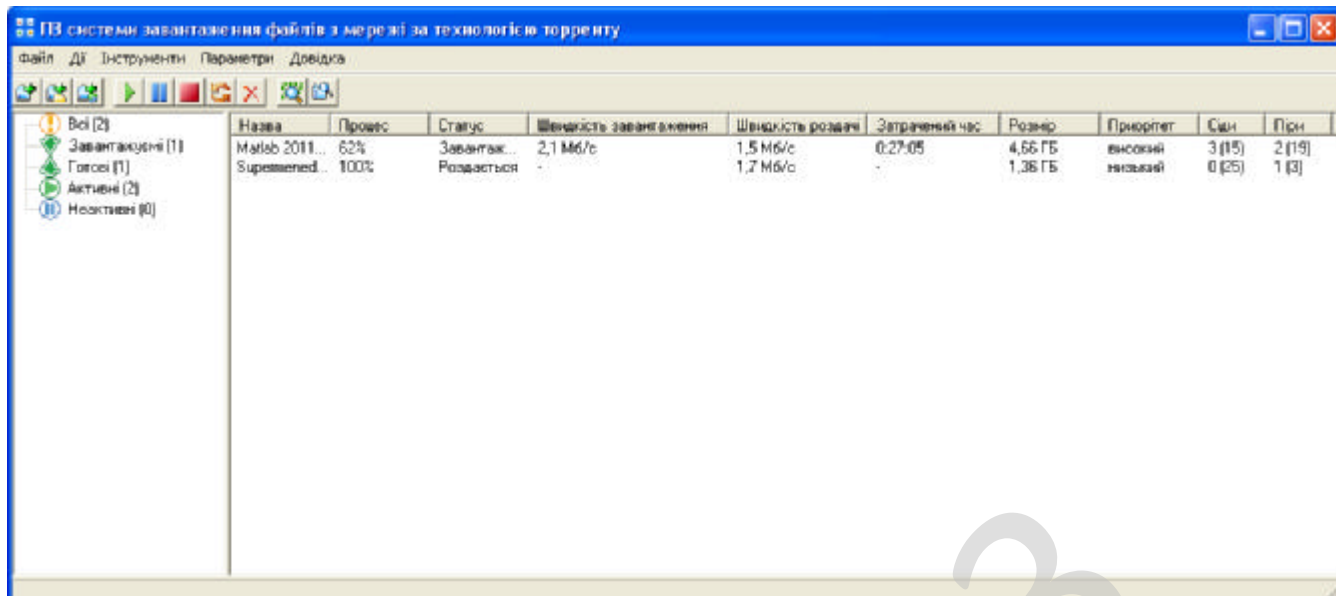 ПЗ системи завантаження файлів з мережі за технологією торренту
Файл Дії Інструменти Параметри Довідка
Всі (2)
Завантажуємі (1)
Готові (1)
Активні (2)
Неактивні (0)
Назва Процес Статус Швидкість завантаження Швидкість роздачі Затрачений час Розмір Приорітет Сіди Піри
Matlab 2011... 62% Завантаж... 2,1 Мб/с 1,5 Мб/с 0:27:05 4,66 ГБ високий 3 (15) 2 (19)
100% Роздається - 1,7 Мб/с - 1,36 ГБ низький 0 (25) 1 (3)